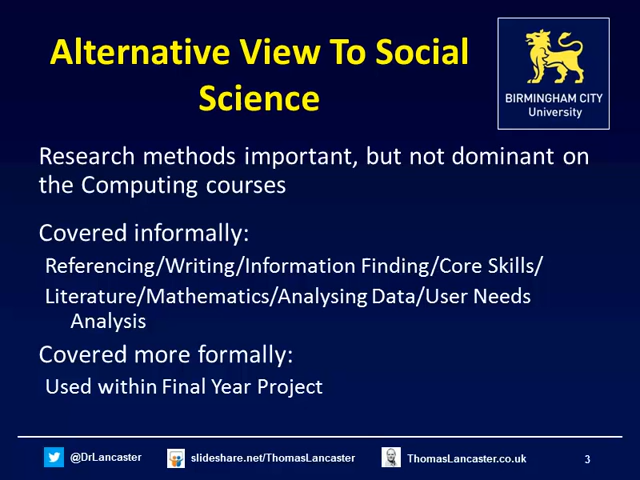 Alternative View To Social
Science
BIRMINGHAM CITY
University
Research methods important, but not dominant on
the Computing courses
Covered informally:
Referencing/Writing/Information Finding/Core Skills/
Literature/Mathematics/Analysing Data/User Needs
Analysis
Covered more formally:
Used within Final Year Project
@DrLancaster
slideshare.net/ThomasLancaster
ThomasLancaster.co.uk
3